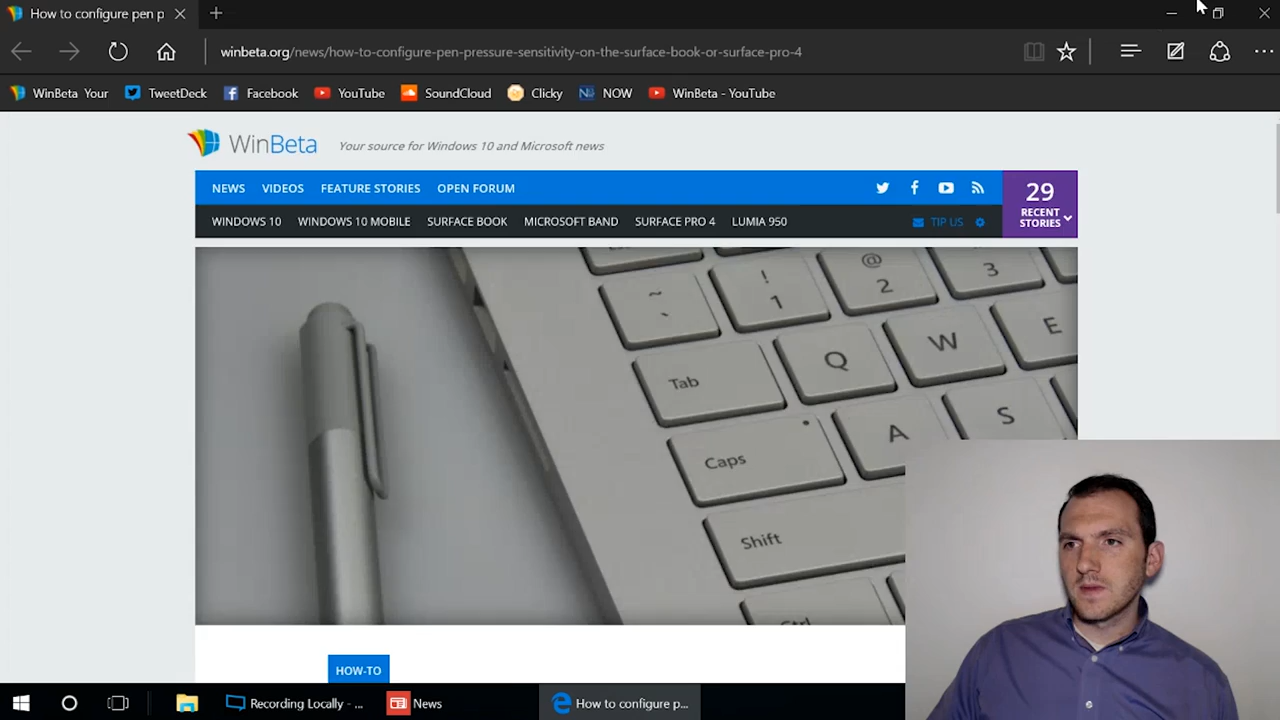 How to configure pen p
winbeta.org/news/how-to-configure-pen-pressure-sensitivity-on-the-surface-book-or-surface-pro-4
WinBeta Your
TweetDeck
Facebook
YouTube
SoundCloud
Clicky
NOW
WinBeta - YouTube
WinBeta
Your source for Windows 10 and Microsoft news
NEWS VIDEOS FEATURE STORIES OPEN FORUM
29
RECENT
STORIES
WINDOWS 10 WINDOWS 10 MOBILE SURFACE BOOK MICROSOFT BAND SURFACE PRO 4 LUMIA 950 TIP US
~ `
! 1
@ 2
3
Tab Q W E
Caps A S
Shift
Ctrl
HOW-TO
Recording Locally - ...
News
How to configure p...